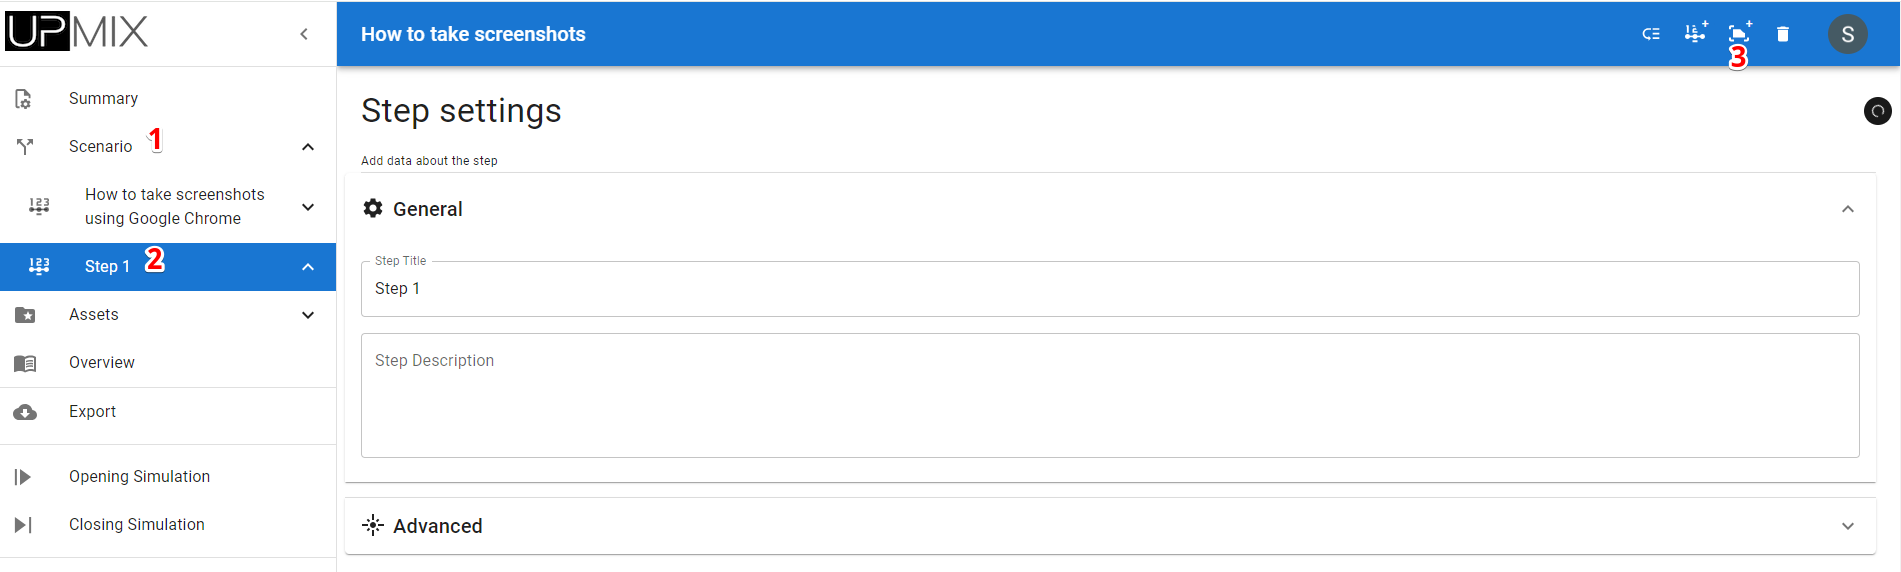 UPMIX
How to take screenshots
S
3
Summary
Scenario 1
How to take screenshots
using Google Chrome
Step 1 2
Assets
Overview
Export
Opening Simulation
Closing Simulation
Step settings
Add data about the step
General
Step Title
Step 1
Step Description
Advanced